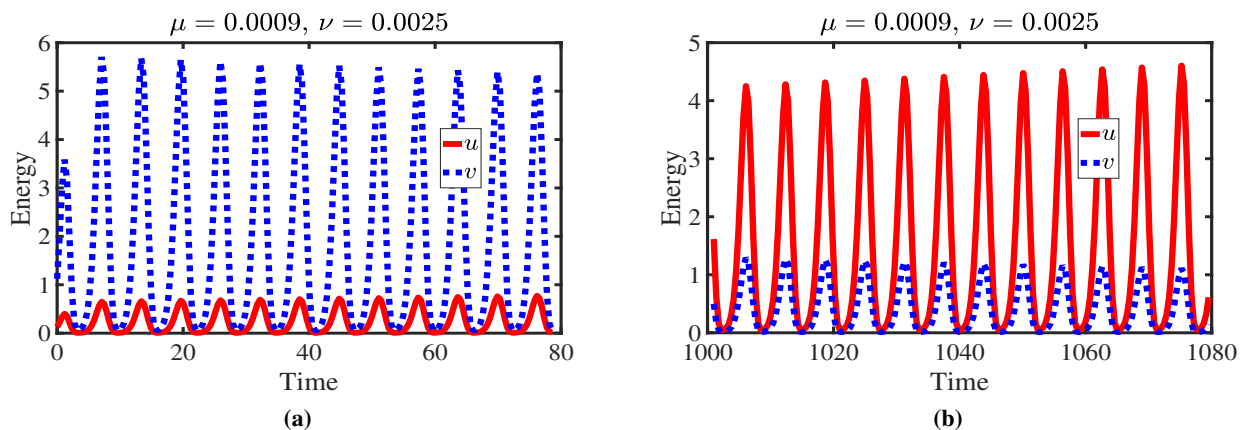 μ = 0.0009, ν = 0.0025
Energy
6
5
4
3
2
1
0
u
v
0 20 40 60 80
Time
(a)
μ = 0.0009, ν = 0.0025
Energy
5
4
3
2
1
0
u
v
1000 1020 1040 1060 1080
Time
(b)